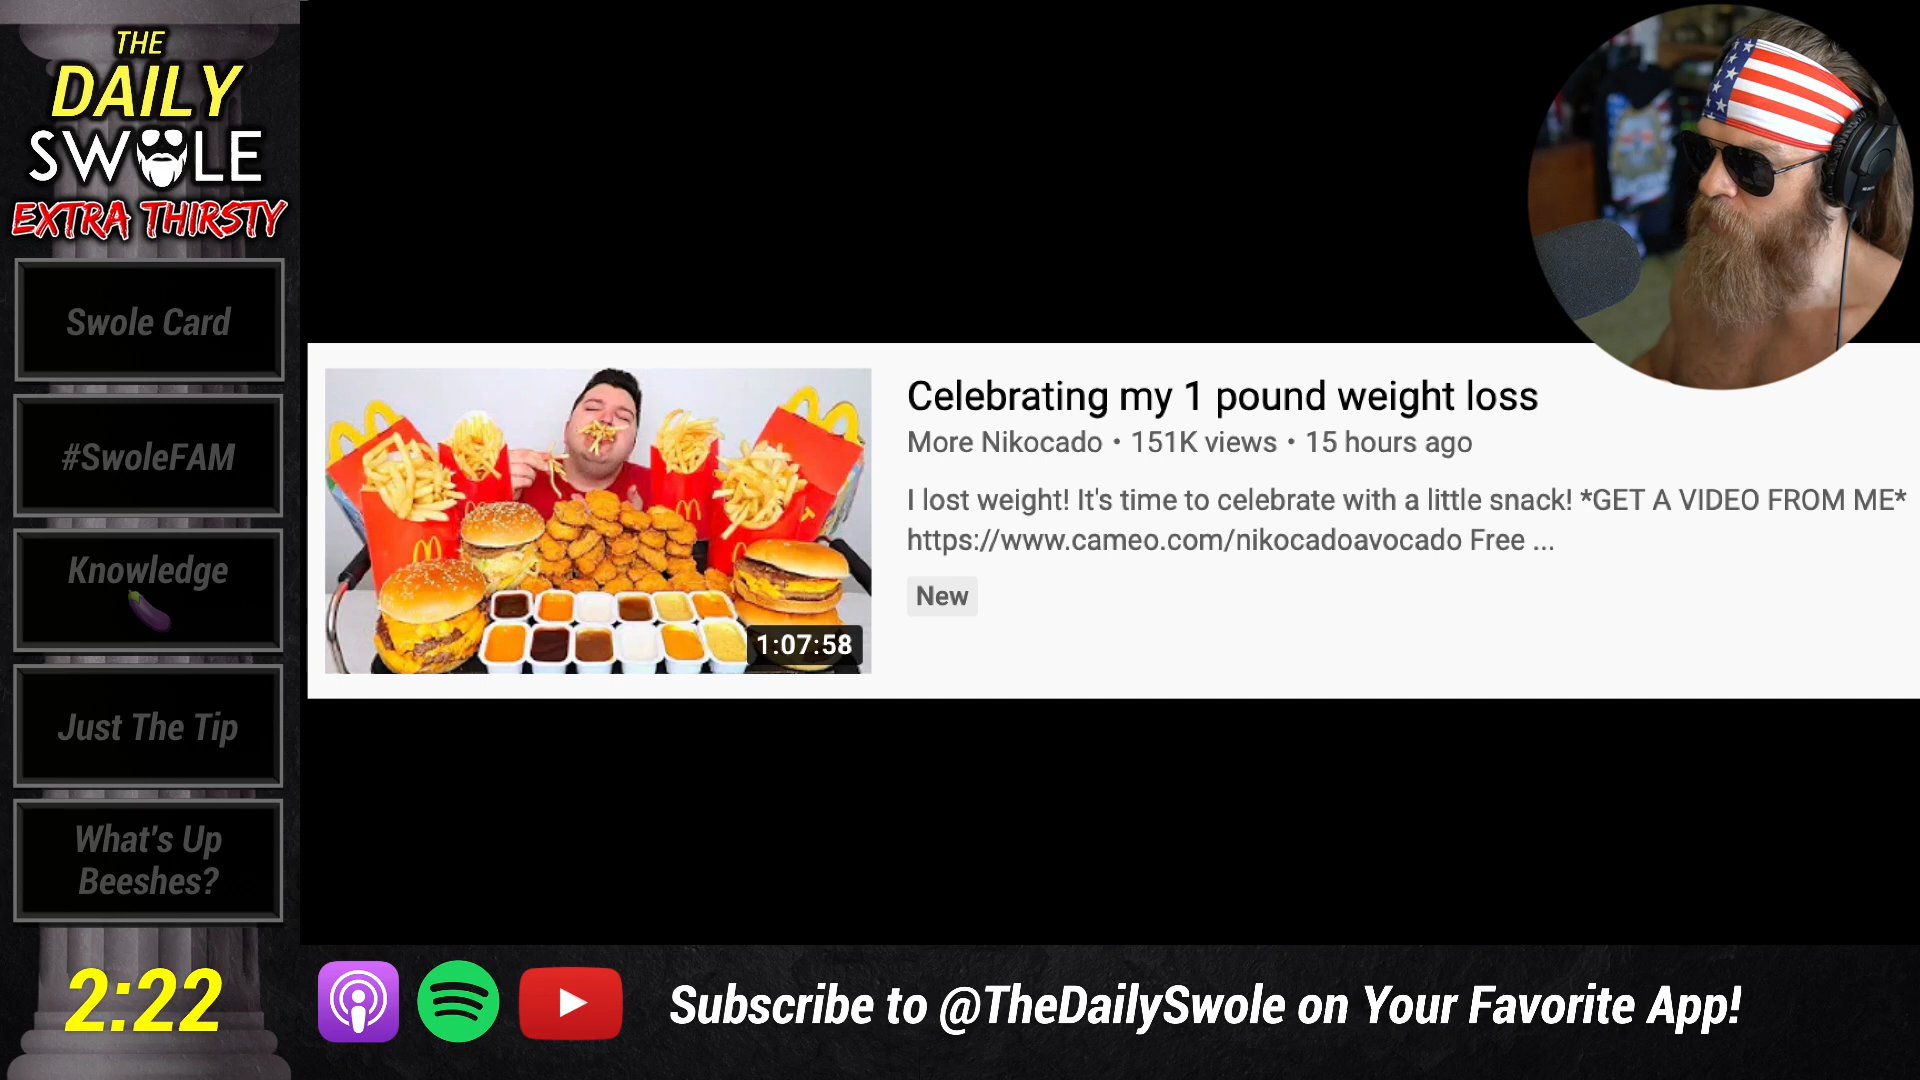 THE
DAILY
SWOLE
EXTRA THIRSTY
Swole Card
#SwoleFAM
Knowledge
Just The Tip
What's Up
Beeshes?
2:22
Celebrating my 1 pound weight loss
More Nikocado • 151K views • 15 hours ago
I lost weight! It's time to celebrate with a little snack! *GET A VIDEO FROM ME*
https://www.cameo.com/nikocadoavocado Free ...
New
1:07:58
Subscribe to @TheDailySwole on Your Favorite App!